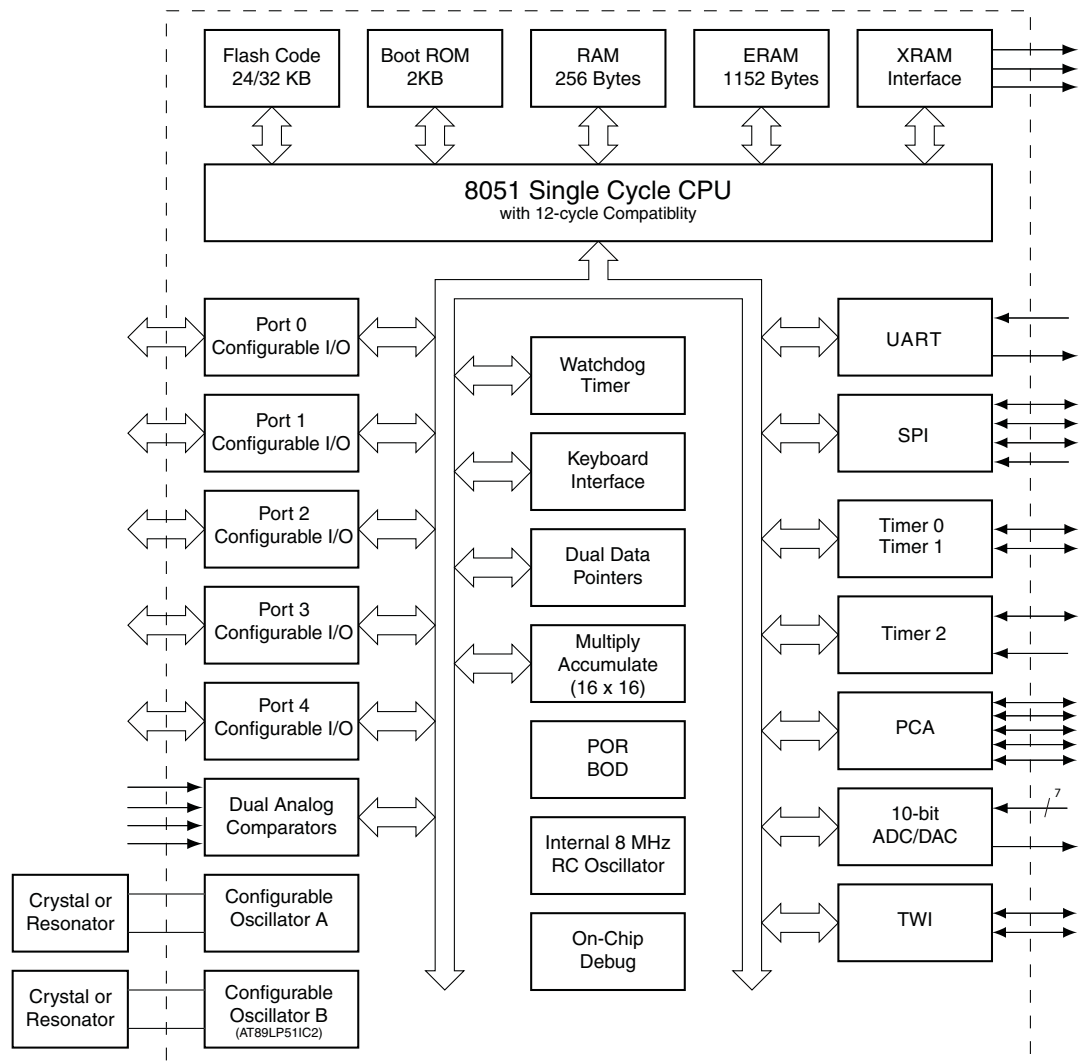 Flash Code
24/32 KB
Boot ROM
2KB
RAM
256 Bytes
ERAM
1152 Bytes
XRAM
Interface
8051 Single Cycle CPU
with 12-cycle Compatiblity
Port 0
Configurable I/O
Port 1
Configurable I/O
Port 2
Configurable I/O
Port 3
Configurable I/O
Port 4
Configurable I/O
Dual Analog
Comparators
Crystal or
Resonator
Configurable
Oscillator A
Crystal or
Resonator
Configurable
Oscillator B
(AT89LP51IC2)
Watchdog
Timer
Keyboard
Interface
Dual Data
Pointers
Multiply
Accumulate
(16 x 16)
POR
BOD
Internal 8 MHz
RC Oscillator
On-Chip
Debug
UART
SPI
Timer 0
Timer 1
Timer 2
PCA
10-bit
ADC/DAC
7
TWI